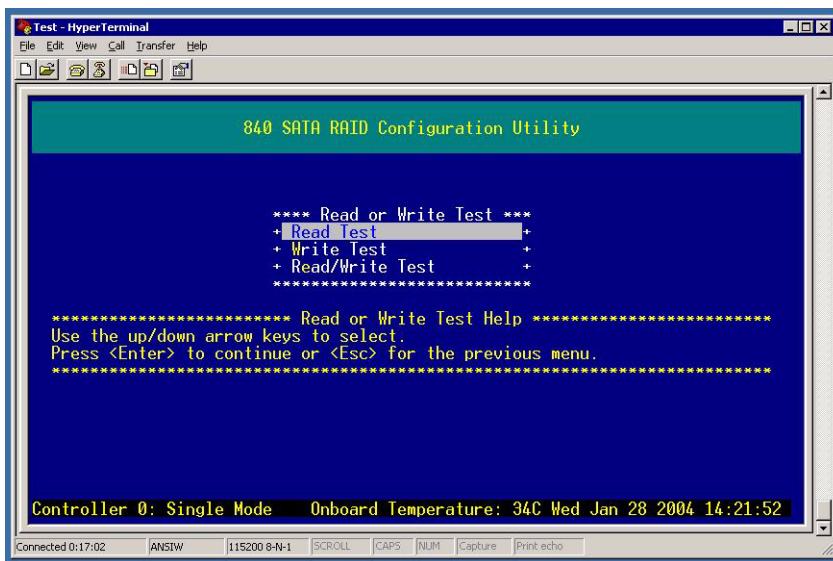 Test - HyperTerminal
File Edit View Call Transfer Help
840 SATA RAID Configuration Utility
**** Read or Write Test ***
+ Read Test +
+ Write Test +
+ Read/Write Test +
***************************
************************* Read or Write Test Help *************************
Use the up/down arrow keys to select.
Press <Enter> to continue or <Esc> for the previous menu.
***************************************************************************
Controller 0: Single Mode Onboard Temperature: 34C Wed Jan 28 2004 14:21:52
Connected 0:17:02 ANSIW 115200 8-N-1 SCROLL CAPS NUM Capture Print echo